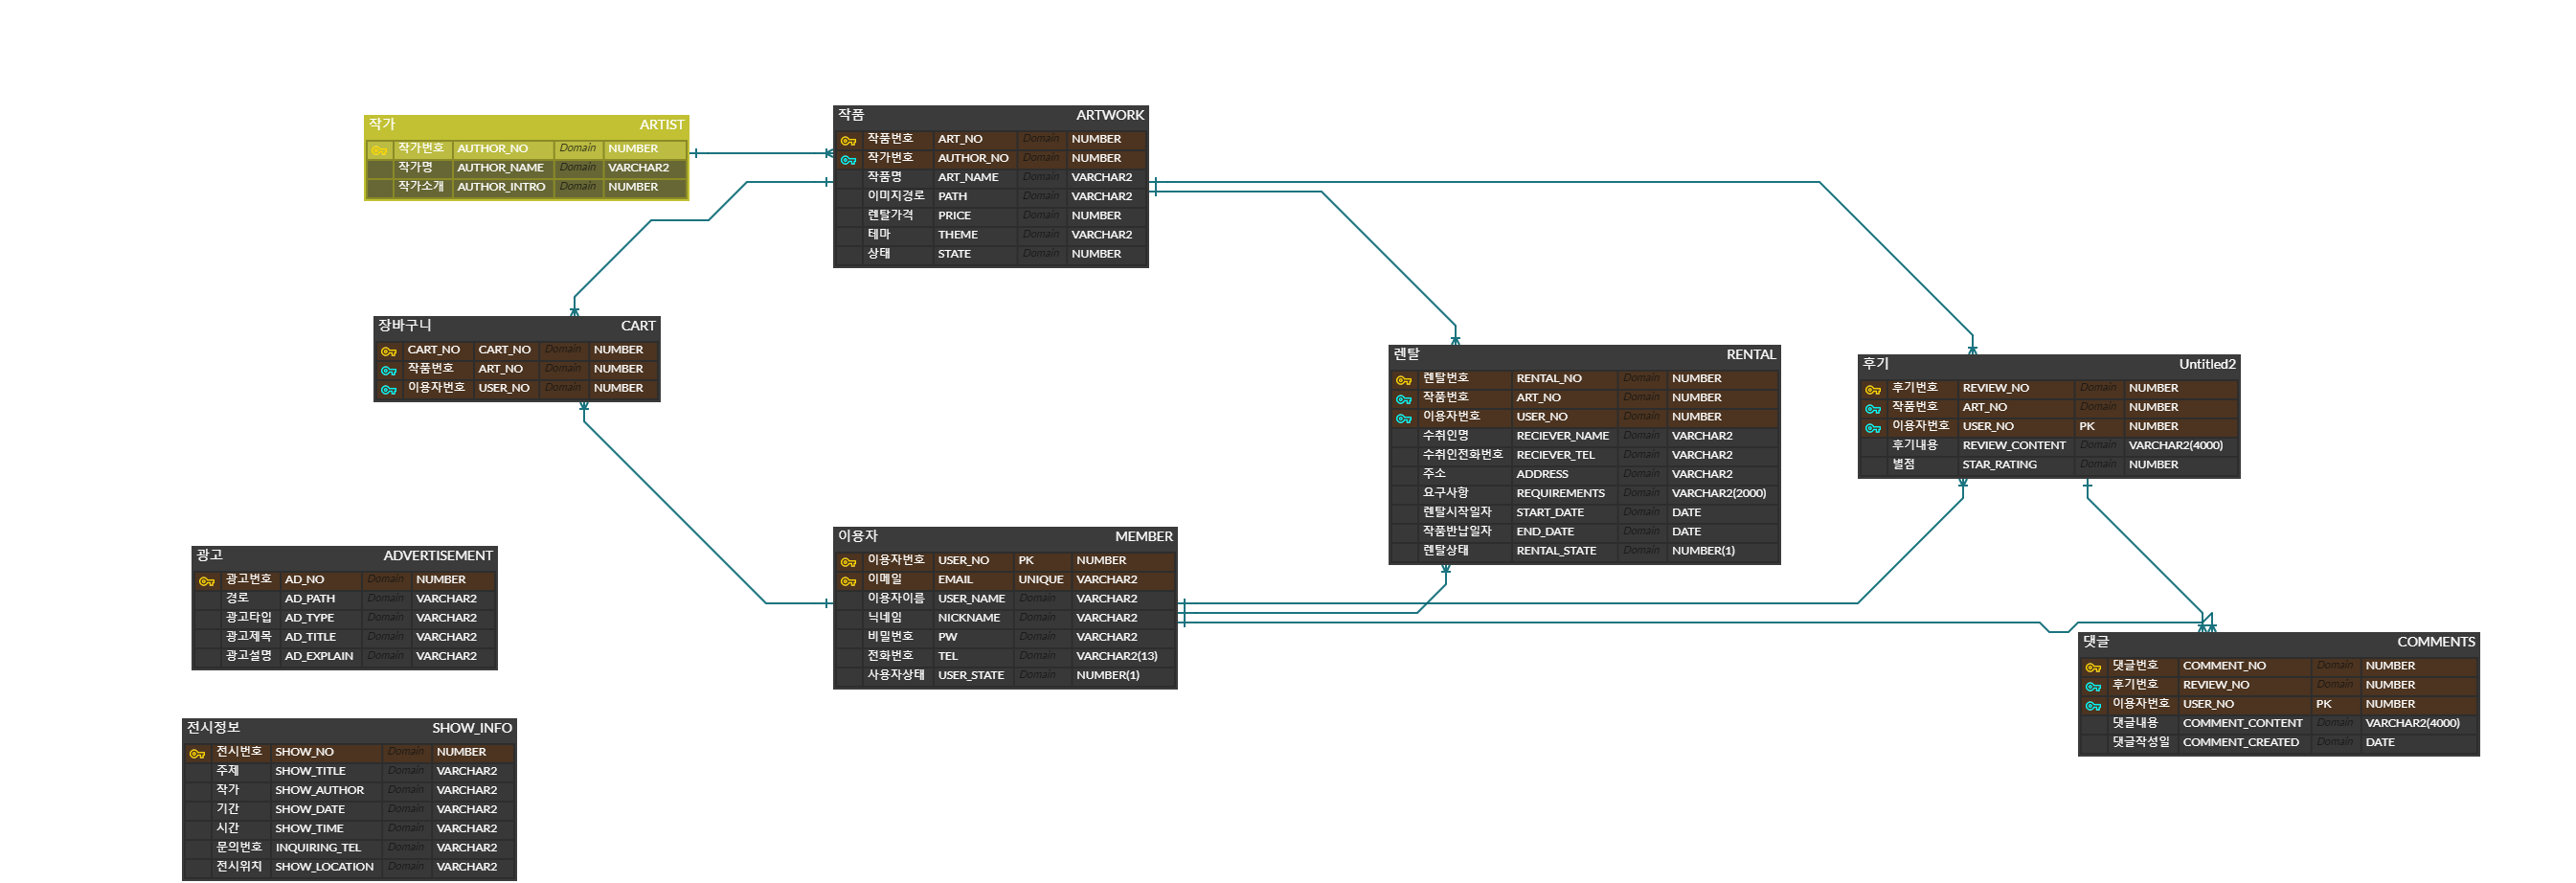 작가 ARTIST
작가번호 AUTHOR_NO Domain NUMBER
작가명 AUTHOR_NAME Domain VARCHAR2
작가소개 AUTHOR_INTRO Domain NUMBER
작품 ARTWORK
작품번호 ART_NO Domain NUMBER
작가번호 AUTHOR_NO Domain NUMBER
작품명 ART_NAME Domain VARCHAR2
이미지경로 PATH Domain VARCHAR2
렌탈가격 PRICE Domain NUMBER
테마 THEME Domain VARCHAR2
상태 STATE Domain NUMBER
장바구니 CART
CART_NO CART_NO Domain NUMBER
작품번호 ART_NO Domain NUMBER
이용자번호 USER_NO Domain NUMBER
렌탈 RENTAL
렌탈번호 RENTAL_NO Domain NUMBER
작품번호 ART_NO Domain NUMBER
이용자번호 USER_NO Domain NUMBER
수취인명 RECIEVER_NAME Domain VARCHAR2
수취인전화번호 RECIEVER_TEL Domain VARCHAR2
주소 ADDRESS Domain VARCHAR2
요구사항 REQUIREMENTS Domain VARCHAR2(2000)
렌탈시작일자 START_DATE Domain DATE
작품반납일자 END_DATE Domain DATE
렌탈상태 RENTAL_STATE Domain NUMBER(1)
후기 Untitled2
후기번호 REVIEW_NO Domain NUMBER
작품번호 ART_NO Domain NUMBER
이용자번호 USER_NO PK NUMBER
후기내용 REVIEW_CONTENT Domain VARCHAR2(4000)
별점 STAR_RATING Domain NUMBER
광고 ADVERTISEMENT
광고번호 AD_NO Domain NUMBER
경로 AD_PATH Domain VARCHAR2
광고타입 AD_TYPE Domain VARCHAR2
광고제목 AD_TITLE Domain VARCHAR2
광고설명 AD_EXPLAIN Domain VARCHAR2
이용자 MEMBER
이용자번호 USER_NO PK NUMBER
이메일 EMAIL UNIQUE VARCHAR2
이용자이름 USER_NAME Domain VARCHAR2
닉네임 NICKNAME Domain VARCHAR2
비밀번호 PW Domain VARCHAR2
전화번호 TEL Domain VARCHAR2(13)
사용자상태 USER_STATE Domain NUMBER(1)
댓글 COMMENTS
댓글번호 COMMENT_NO Domain NUMBER
후기번호 REVIEW_NO Domain NUMBER
이용자번호 USER_NO PK NUMBER
댓글내용 COMMENT_CONTENT Domain VARCHAR2(4000)
댓글작성일 COMMENT_CREATED Domain DATE
전시정보 SHOW_INFO
전시번호 SHOW_NO Domain NUMBER
주제 SHOW_TITLE Domain VARCHAR2
작가 SHOW_AUTHOR Domain VARCHAR2
기간 SHOW_DATE Domain VARCHAR2
시간 SHOW_TIME Domain VARCHAR2
문의번호 INQUIRING_TEL Domain VARCHAR2
전시위치 SHOW_LOCATION Domain VARCHAR2